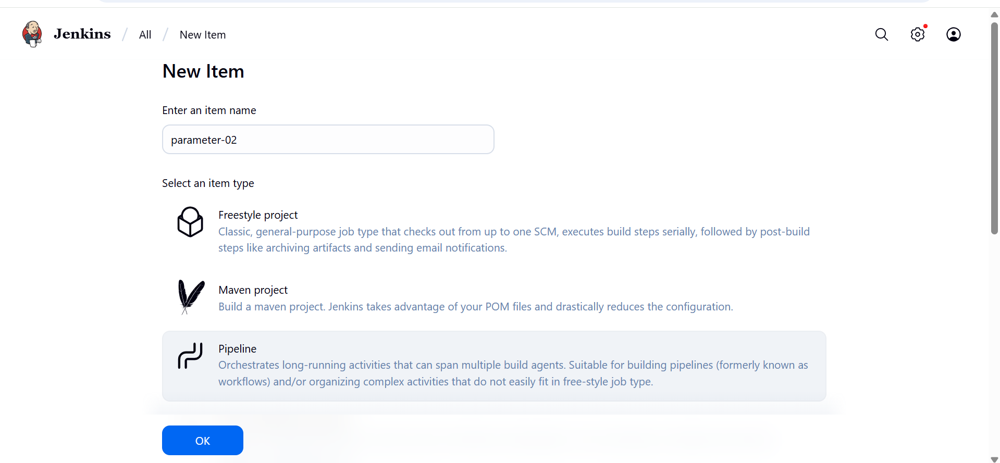 Jenkins / All / New Item
New Item
Enter an item name
parameter-02
Select an item type
Freestyle project
Classic, general-purpose job type that checks out from up to one SCM, executes build steps serially, followed by post-build
steps like archiving artifacts and sending email notifications.
Maven project
Build a maven project. Jenkins takes advantage of your POM files and drastically reduces the configuration.
Pipeline
Orchestrates long-running activities that can span multiple build agents. Suitable for building pipelines (formerly known as
workflows) and/or organizing complex activities that do not easily fit in free-style job type.
OK